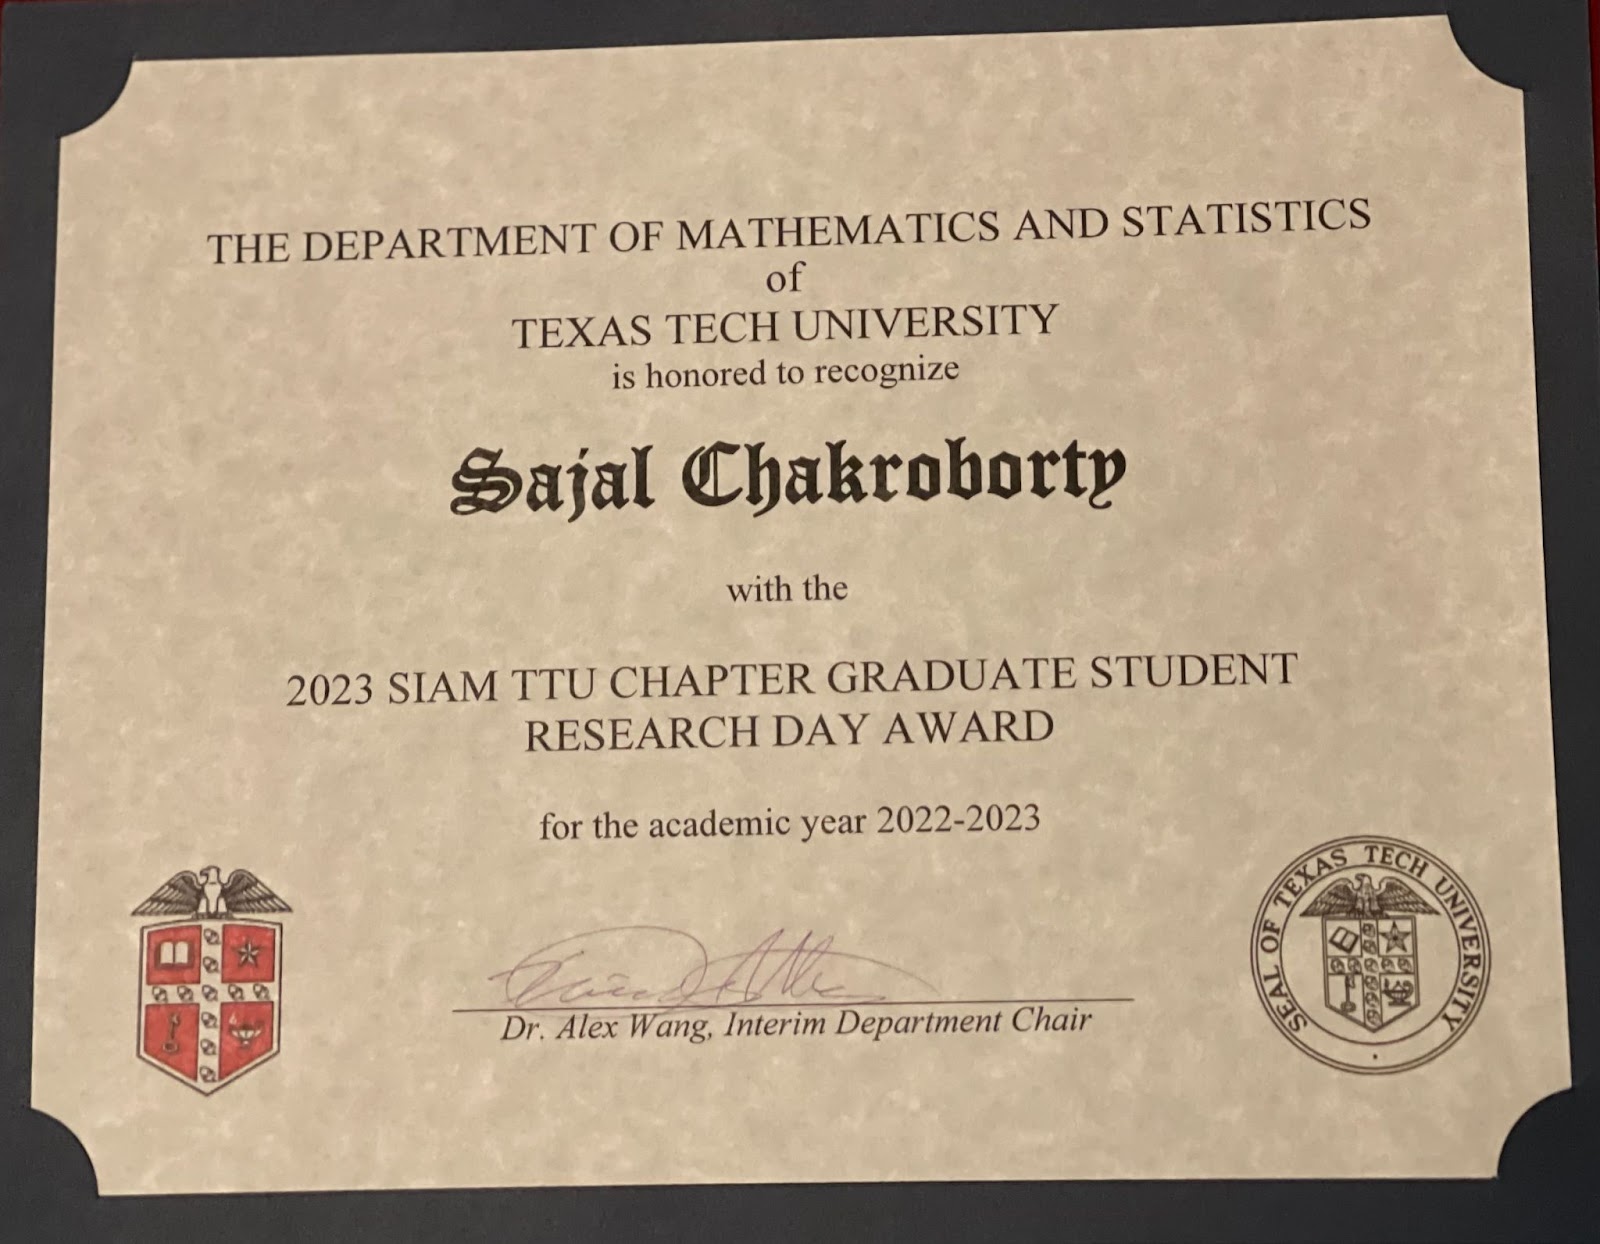 THE DEPARTMENT OF MATHEMATICS AND STATISTICS
of
TEXAS TECH UNIVERSITY
is honored to recognize
Sajal Chakroborty
with the
2023 SIAM TTU CHAPTER GRADUATE STUDENT
RESEARCH DAY AWARD
for the academic year 2022-2023
Dr. Alex Wang, Interim Department Chair
SEAL OF TEXAS TECH UNIVERSITY